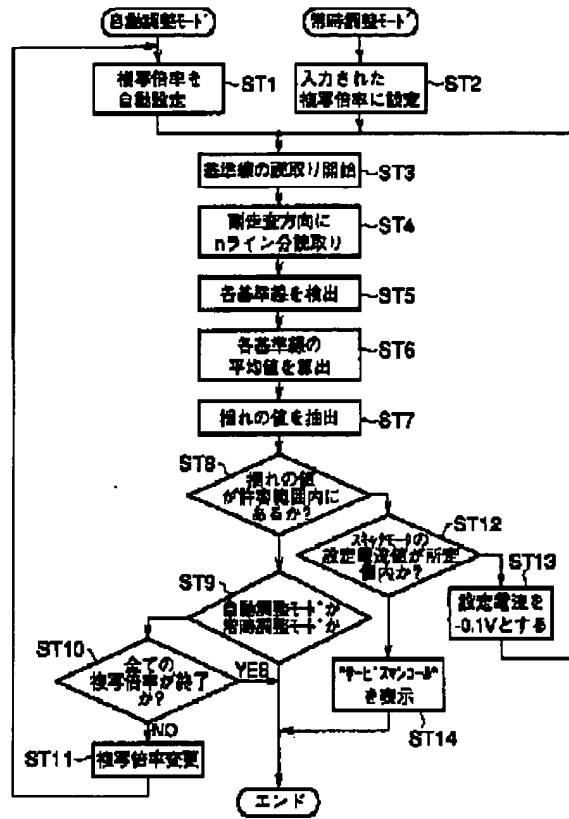 自動調整モード
常時調整モード
複写倍率を
自動設定
ST1
入力された
複写倍率に設定
ST2
基準線の読取り開始
ST3
副走査方向に
nライン分読取り
ST4
各基準線を検出
ST5
各基準線の
平均値を算出
ST6
揺れの値を抽出
ST7
ST8
揺れの値
が許容範囲内に
あるか?
ST12
スキャナモータの
設定電流値が所定
値内か?
ST13
設定電流を
-0.1Vとする
ST9
自動調整モードか
常時調整モードか
ST10
全ての
複写倍率が終了
か?
YES
NO
ST11
複写倍率変更
"サービスマンコール"
を表示
ST14
エンド